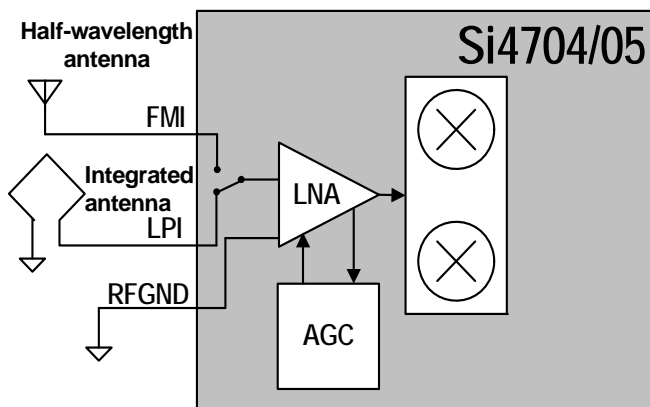 Half-wavelength
antenna
Si4704/05
FMI
Integrated
antenna
LPI
LNA
RFGND
AGC